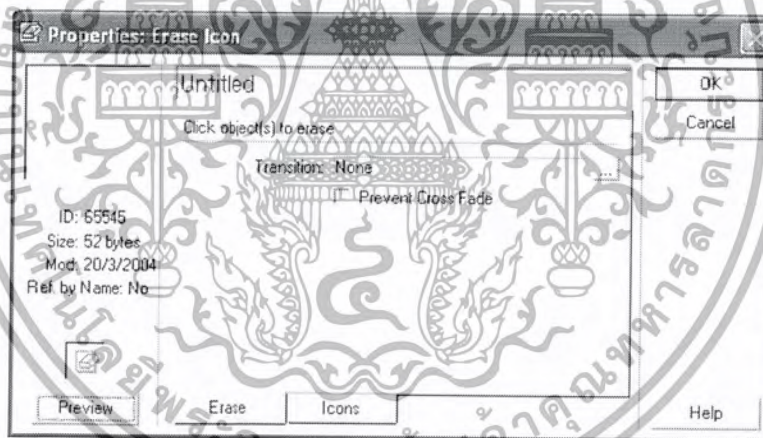 Properties: Erase Icon
Untitled
OK
Click object(s) to erase
Cancel
Transition: None
...
Prevent Cross Fade
ID: 65545
Size: 52 bytes
Mod: 20/3/2004
Ref. by Name: No
Preview
Erase
Icons
Help